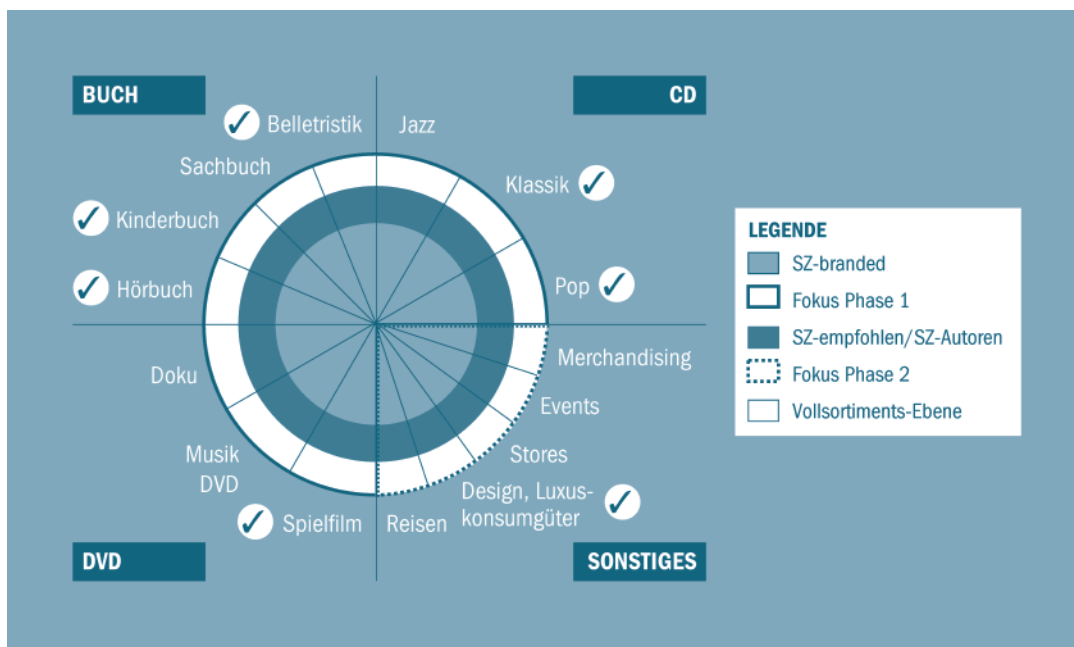 BUCH
CD
Belletristik
Jazz
Sachbuch
Klassik
Kinderbuch
Hörbuch
Pop
Doku
Merchandising
Events
Musik
DVD
Stores
Design, Luxus-
konsumgüter
Spielfilm
Reisen
DVD
SONSTIGES
LEGENDE
SZ-branded
Fokus Phase 1
SZ-empfohlen/SZ-Autoren
Fokus Phase 2
Vollsortiments-Ebene